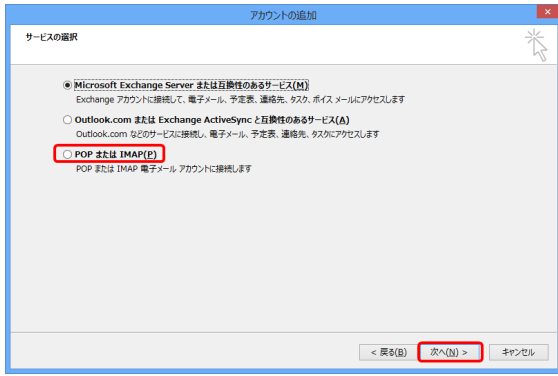 アカウントの追加
サービスの選択
Microsoft Exchange Server または互換性のあるサービス(M)
Exchange アカウントに接続して、電子メール、予定表、連絡先、タスク、ボイス メールにアクセスします
Outlook.com または Exchange ActiveSync と互換性のあるサービス(A)
Outlook.com などのサービスに接続し、電子メール、予定表、連絡先、タスクにアクセスします
POP または IMAP(P)
POP または IMAP 電子メール アカウントに接続します
< 戻る(B) 次へ(N) > キャンセル